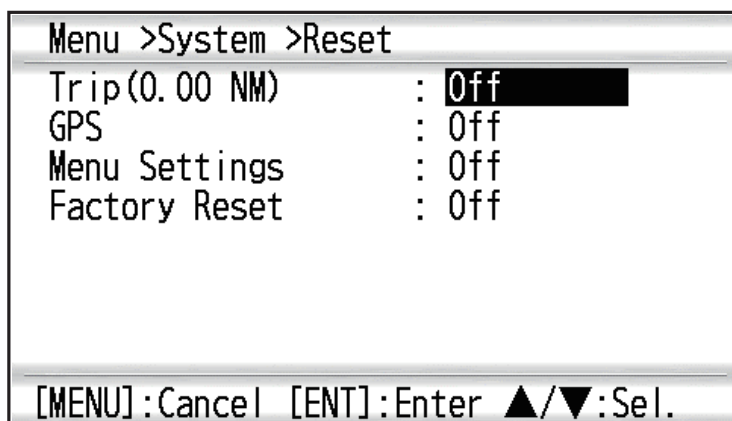 Menu >System >Reset
Trip(0.00 NM) : Off
GPS : Off
Menu Settings : Off
Factory Reset : Off
[MENU]:Cancel [ENT]:Enter ▲/▼:Sel.